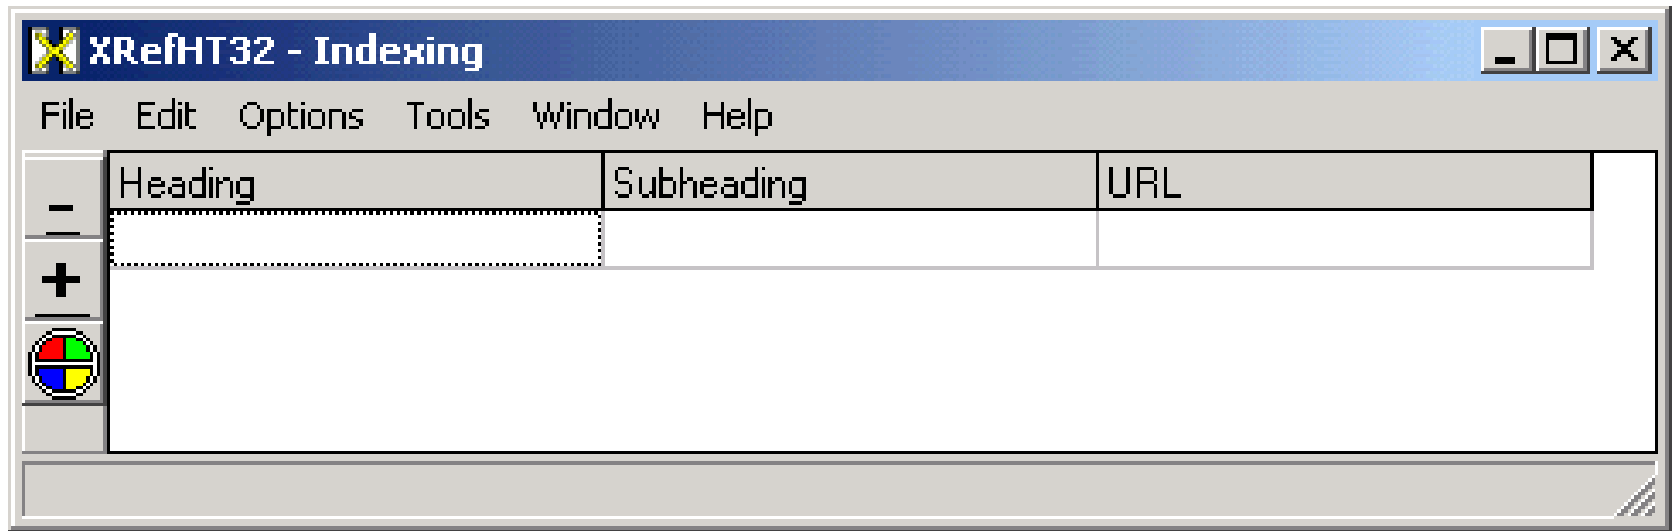 XRefHT32 - Indexing
File Edit Options Tools Window Help
Heading Subheading URL